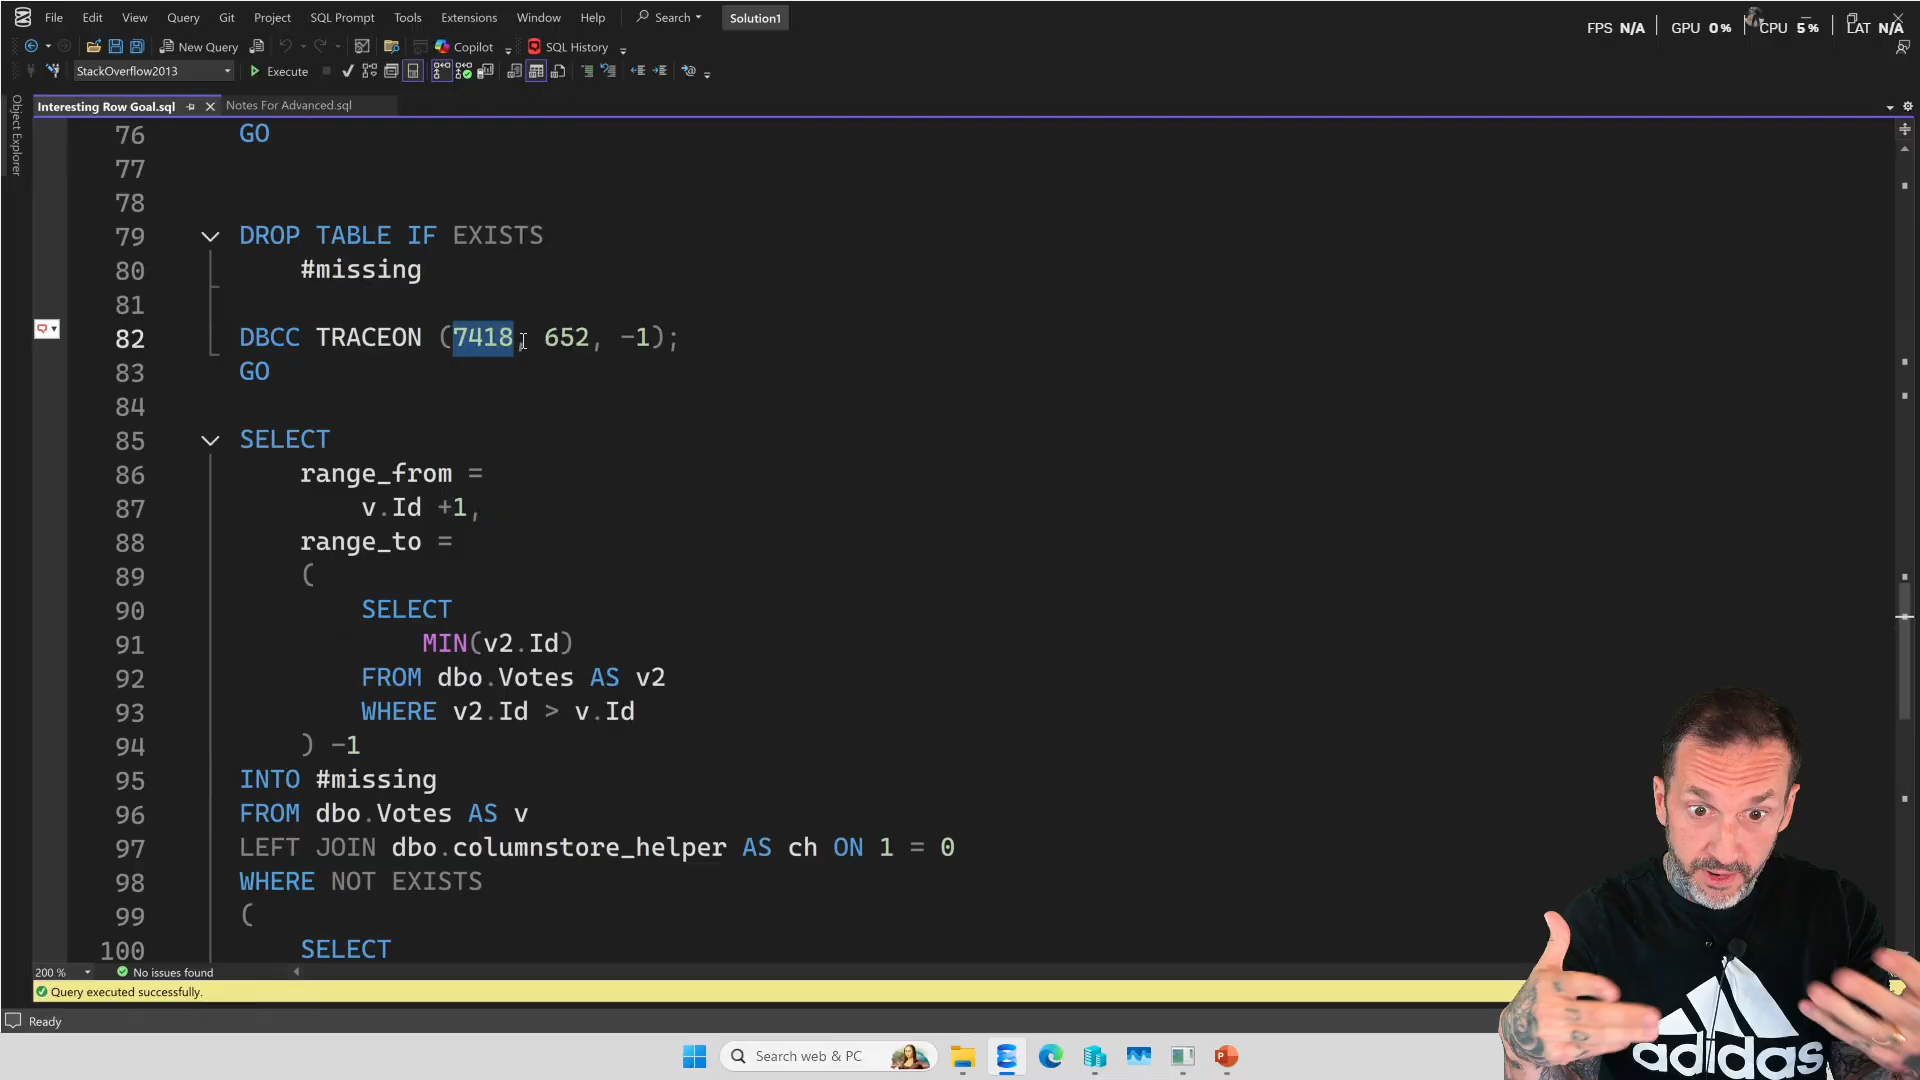 File Edit View Query Git Project SQL Prompt Tools Extensions Window Help Search Solution1
FPS N/A GPU 0% CPU 5% LAT N/A
New Query Copilot SQL History
StackOverflow2013 Execute
Interesting Row Goal.sql Notes For Advanced.sql
Object Explorer
76 GO
77
78
79 DROP TABLE IF EXISTS
80 #missing
81
82 DBCC TRACEON (7418, 652, -1);
83 GO
84
85 SELECT
86 range_from =
87 v.Id +1,
88 range_to =
89 (
90 SELECT
91 MIN(v2.Id)
92 FROM dbo.Votes AS v2
93 WHERE v2.Id > v.Id
94 ) -1
95 INTO #missing
96 FROM dbo.Votes AS v
97 LEFT JOIN dbo.columnstore_helper AS ch ON 1 = 0
98 WHERE NOT EXISTS
99 (
100 SELECT
200 % No issues found
Query executed successfully.
Ready
Search web & PC
adidas